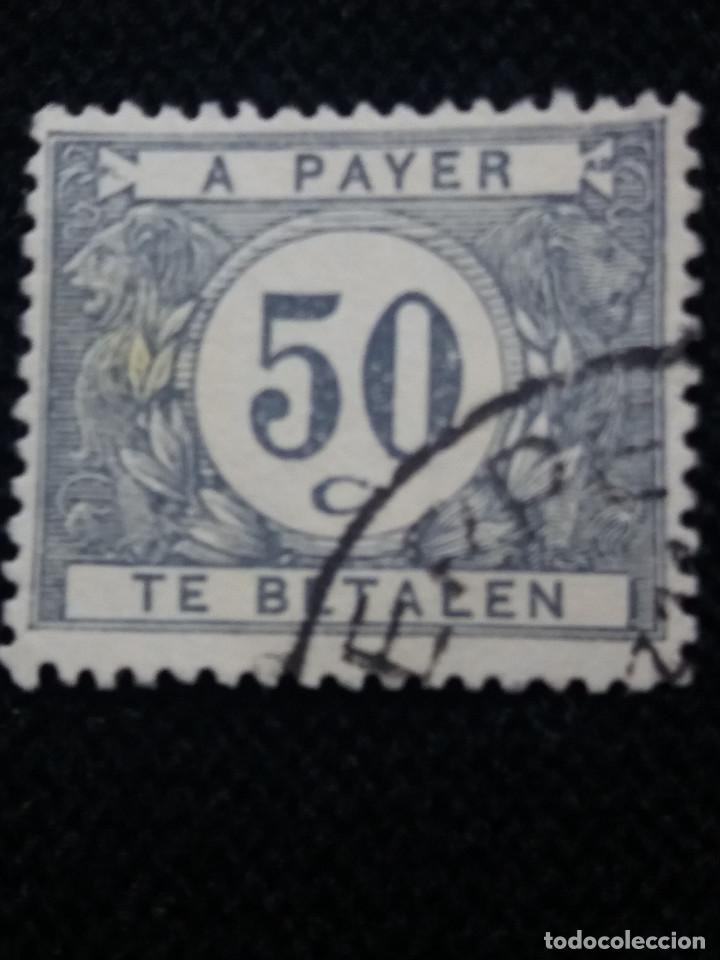 A PAYER
50
C
TE BETALEN
todocoleccion